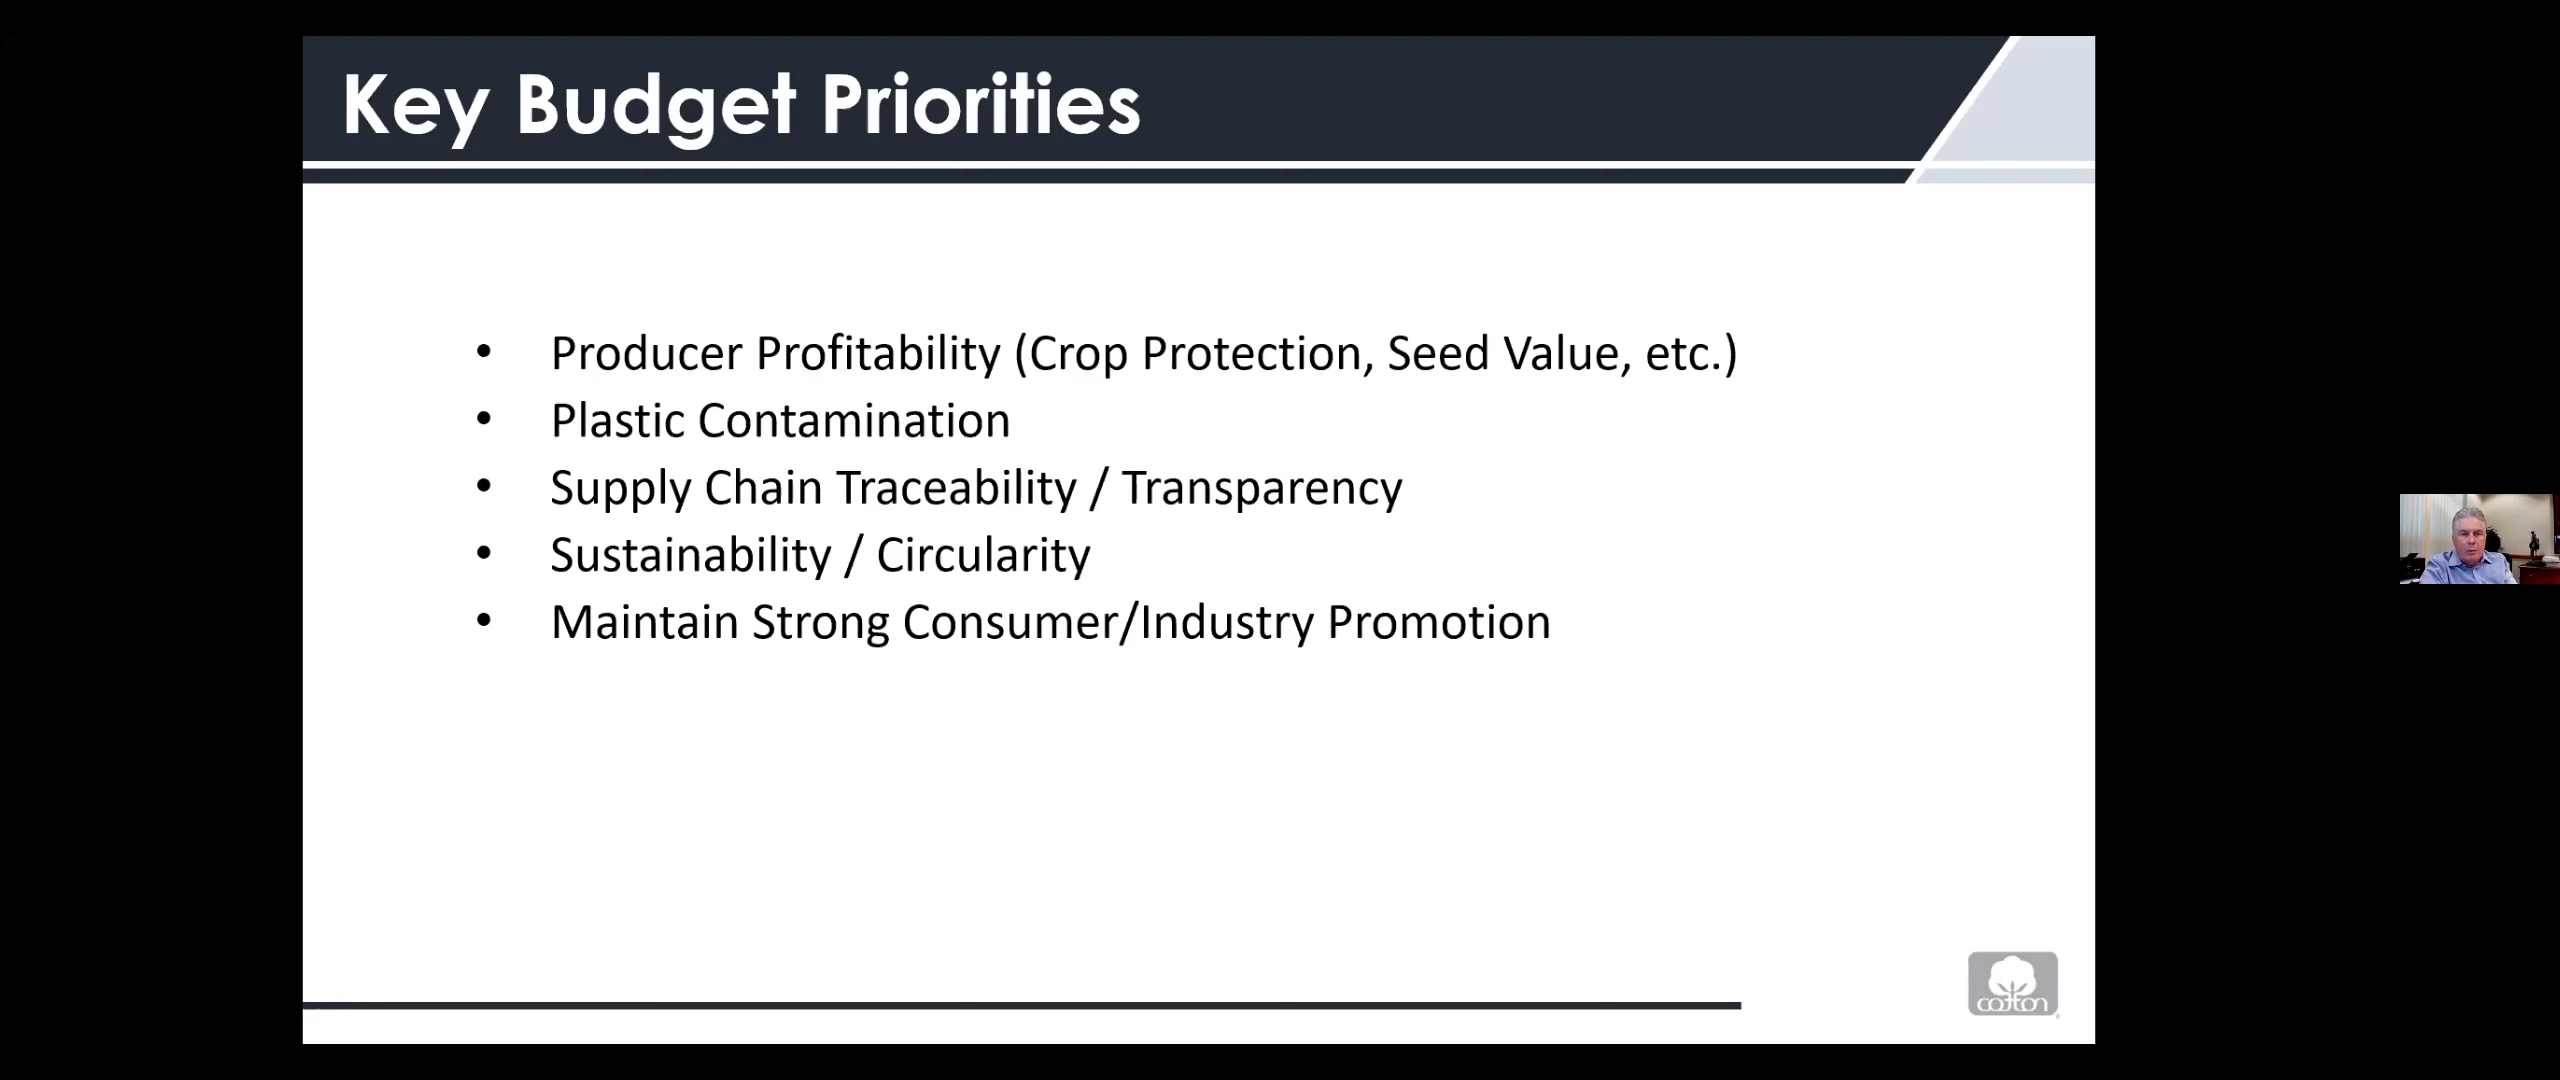 Key Budget Priorities
• Producer Profitability (Crop Protection, Seed Value, etc.)
• Plastic Contamination
• Supply Chain Traceability / Transparency
• Sustainability / Circularity
• Maintain Strong Consumer/Industry Promotion
cotton